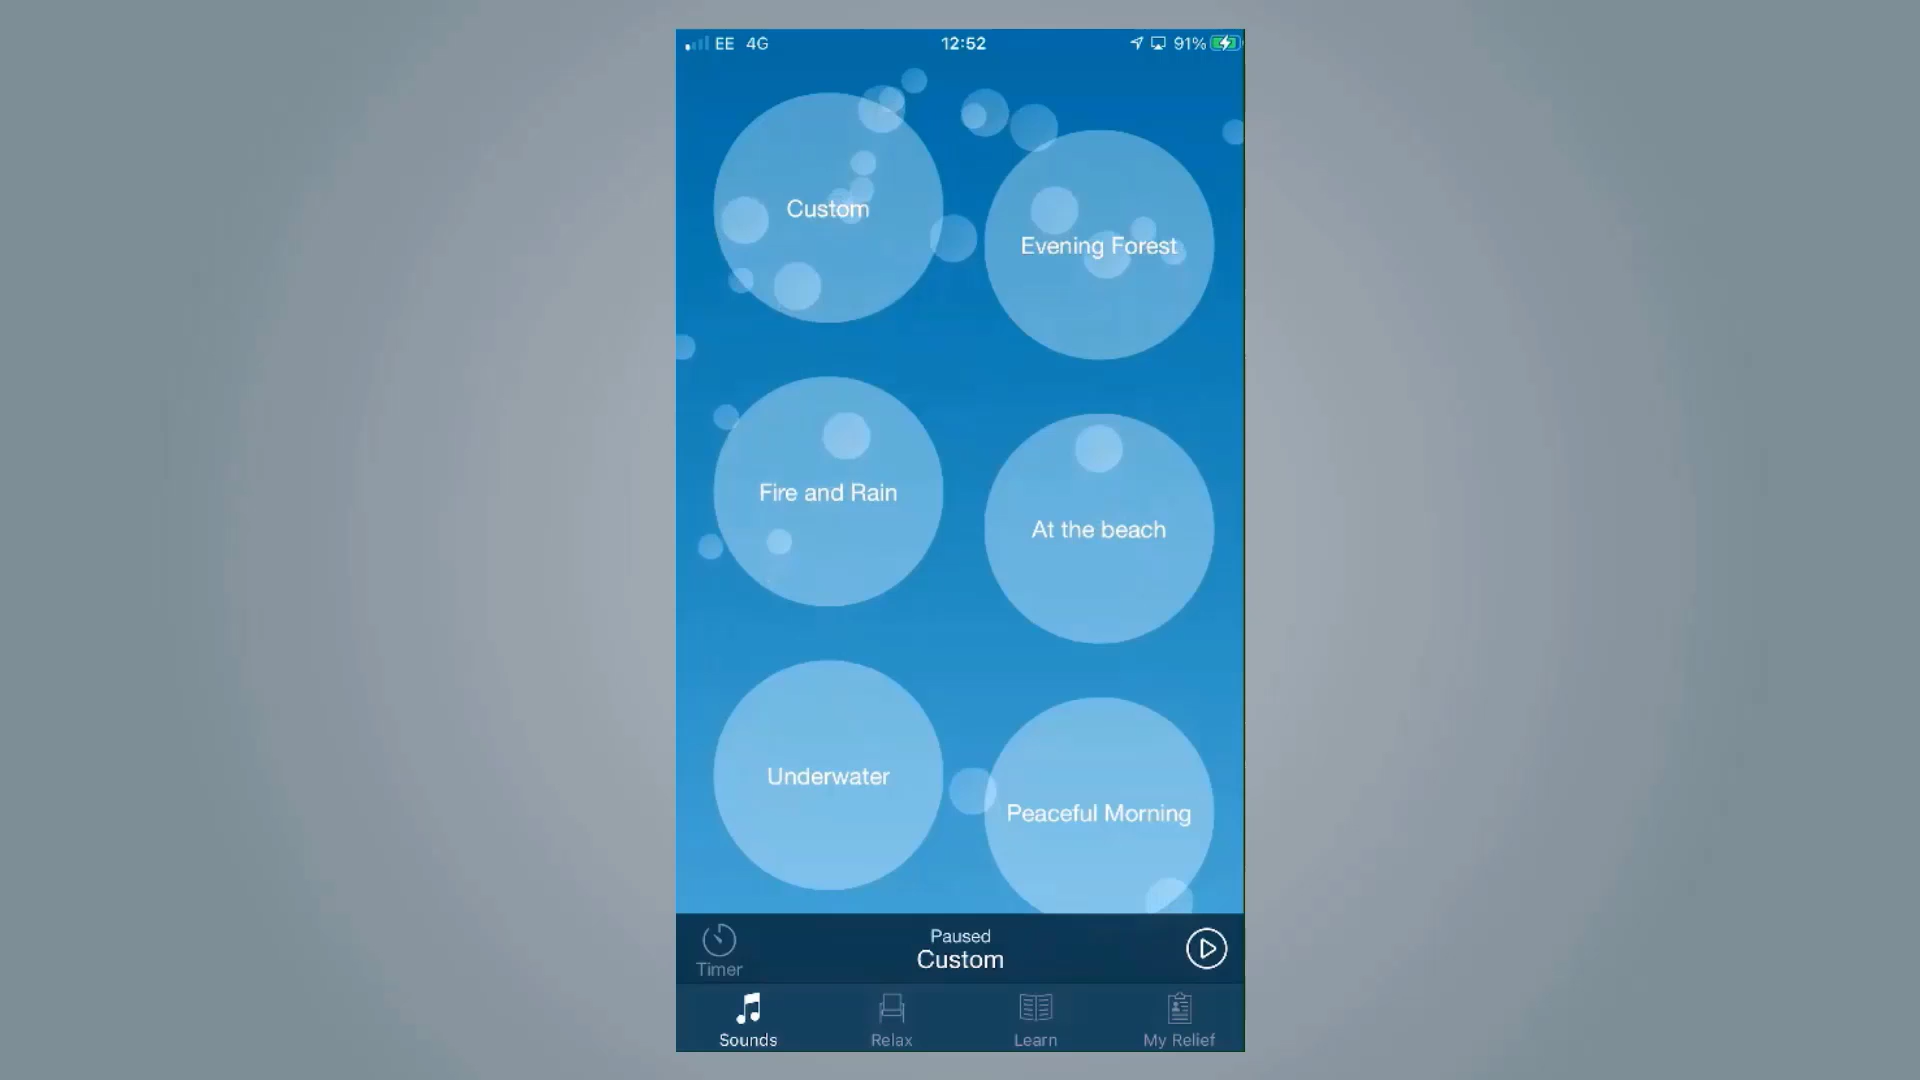 EE 4G 12:52 91%
Custom
Evening Forest
Fire and Rain
At the beach
Underwater
Peaceful Morning
Timer
Paused
Custom
Sounds Relax Learn My Relief